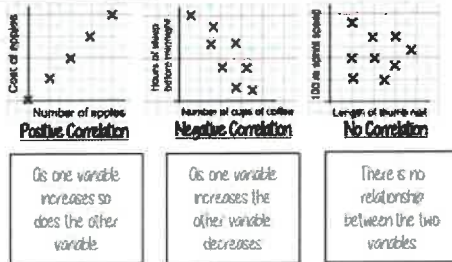 Cost of apples
Number of apples
Positive Correlation
As one variable
increases so
does the other
variable
Hours of sleep
before midnight
Number of cups of coffee
Negative Correlation
As one variable
increases the
other variable
decreases
100 m sprint speed
Length of thumb nail
No Correlation
There is no
relationship
between the two
variables